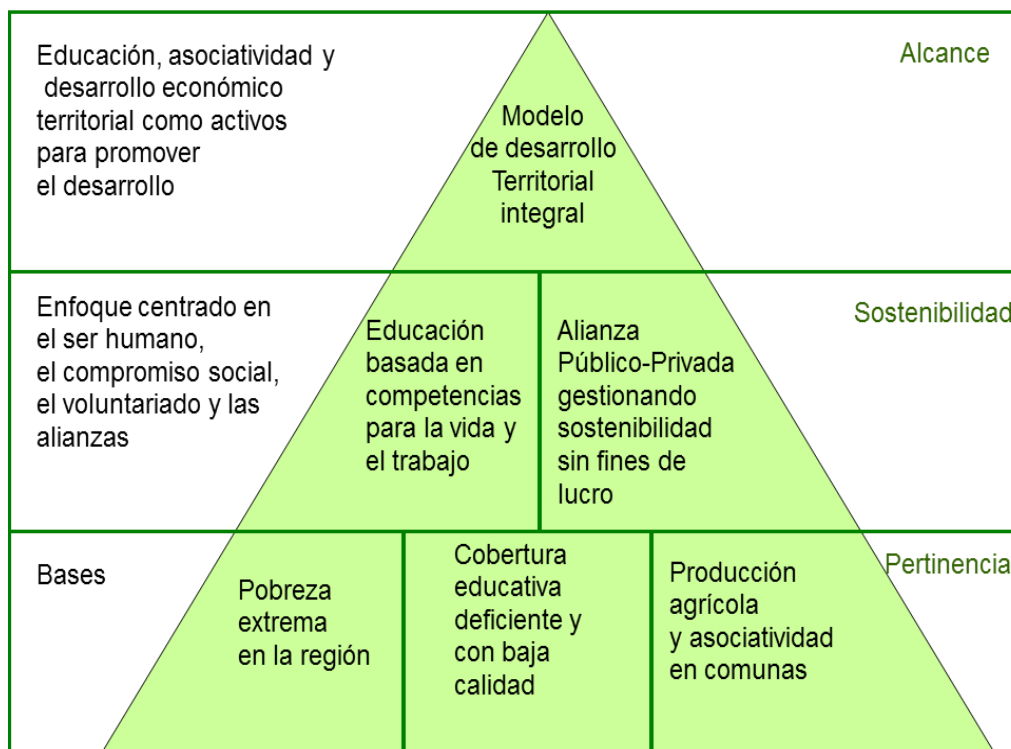 Educación, asociatividad y
desarrollo económico
territorial como activos
para promover
el desarrollo
Modelo
de desarrollo
Territorial
integral
Alcance
Enfoque centrado en
el ser humano,
el compromiso social,
el voluntariado y las
alianzas
Educación
basada en
competencias
para la vida y
el trabajo
Alianza
Público-Privada
gestionando
sostenibilidad
sin fines de
lucro
Sostenibilidad
Bases
Pobreza
extrema
en la región
Cobertura
educativa
deficiente y
con baja
calidad
Producción
agrícola
y asociatividad
en comunas
Pertinencia